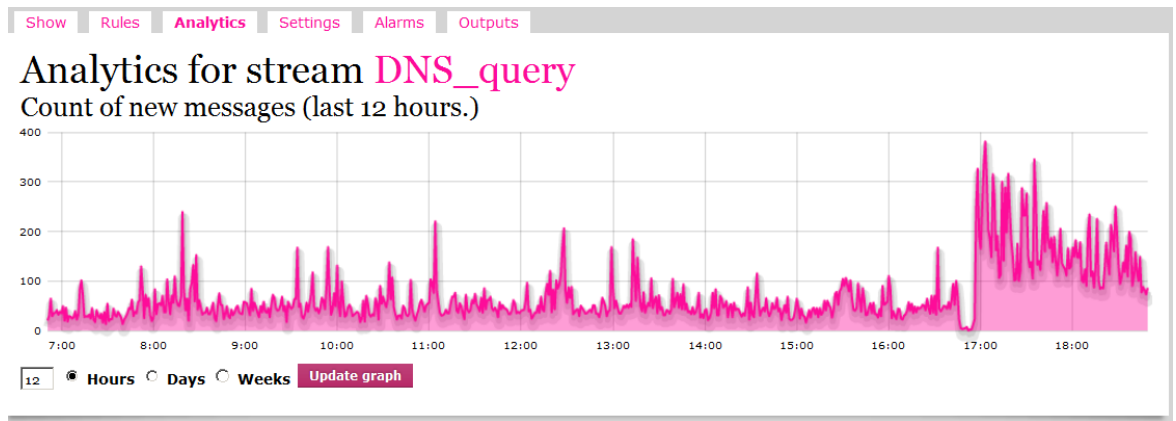 Show Rules Analytics Settings Alarms Outputs
Analytics for stream DNS_query
Count of new messages (last 12 hours.)
400
300
200
100
0
7:00 8:00 9:00 10:00 11:00 12:00 13:00 14:00 15:00 16:00 17:00 18:00
12 Hours Days Weeks Update graph